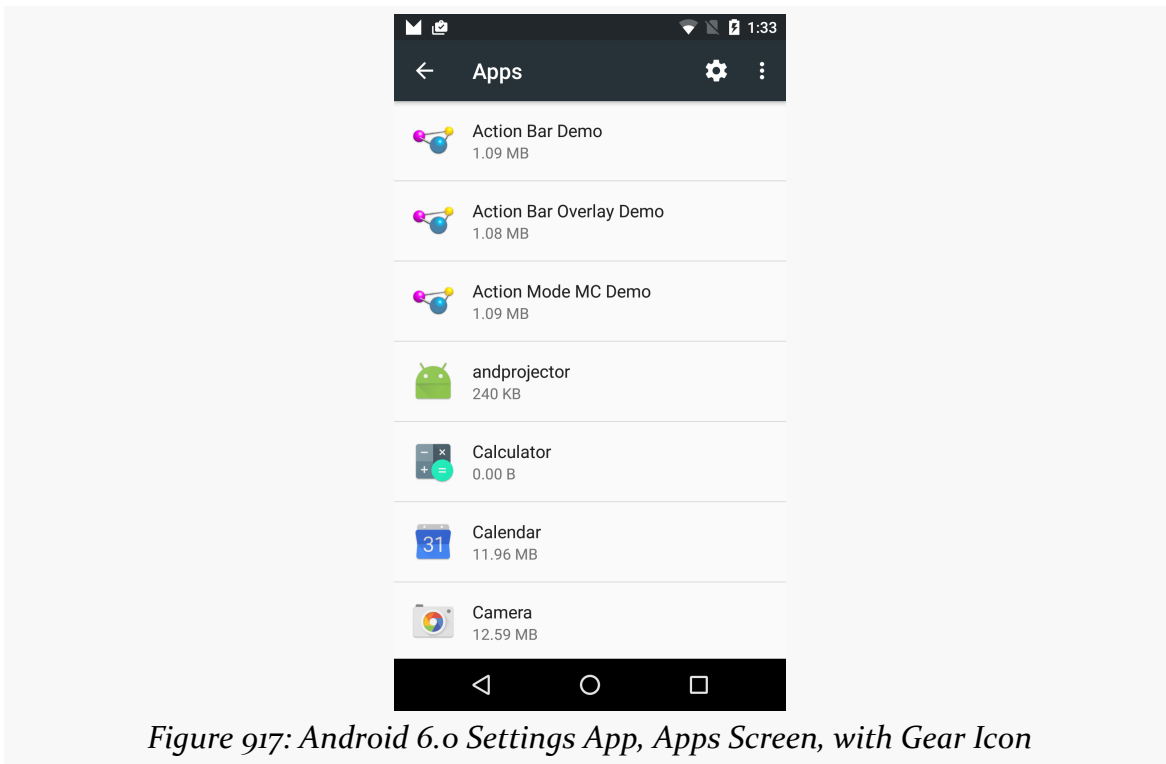 1:33
Apps
Action Bar Demo
1.09 MB
Action Bar Overlay Demo
1.08 MB
Action Mode MC Demo
1.09 MB
andprojector
240 KB
Calculator
0.00 B
31
Calendar
11.96 MB
Camera
12.59 MB
Figure 917: Android 6.0 Settings App, Apps Screen, with Gear Icon